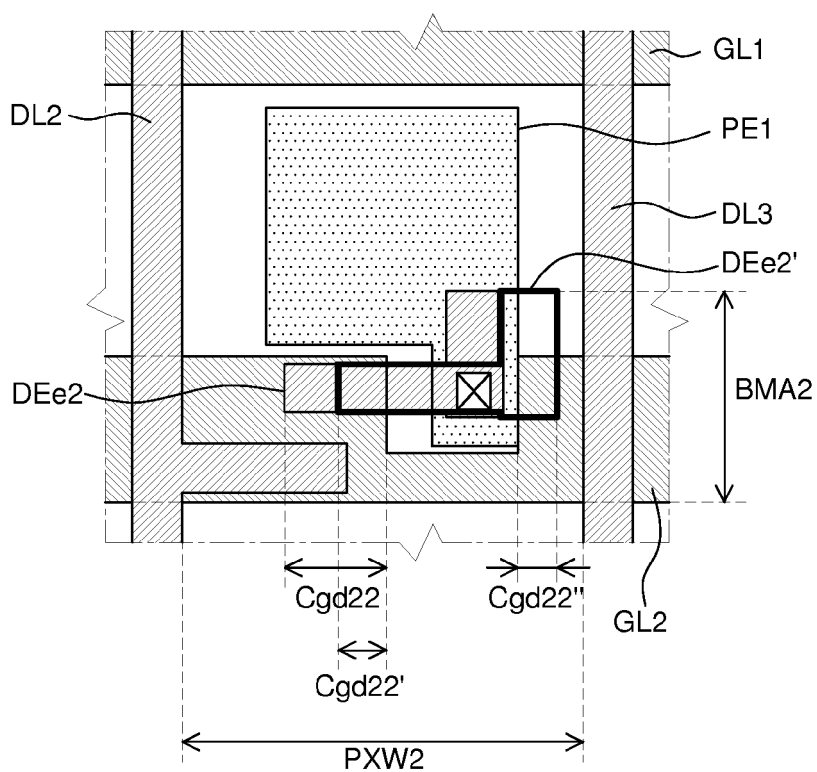 GL1
DL2
PE1
DL3
DEe2'
DEe2
BMA2
Cgd22
Cgd22"
GL2
Cgd22'
PXW2